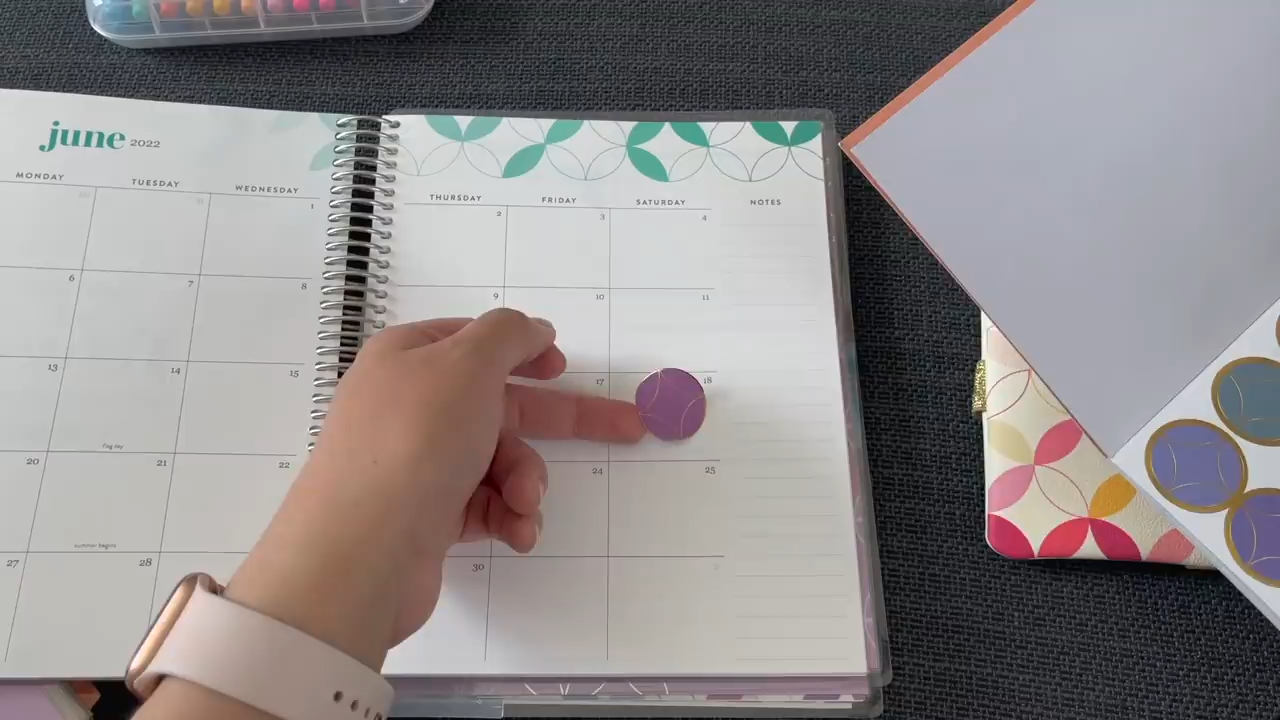 june 2022
MONDAY TUESDAY WEDNESDAY THURSDAY FRIDAY SATURDAY NOTES
1 2 3 4
6 7 8 9 10 11
13 14 15 17 18
flag day
20 21 22 24 25
summer begins
27 28 30